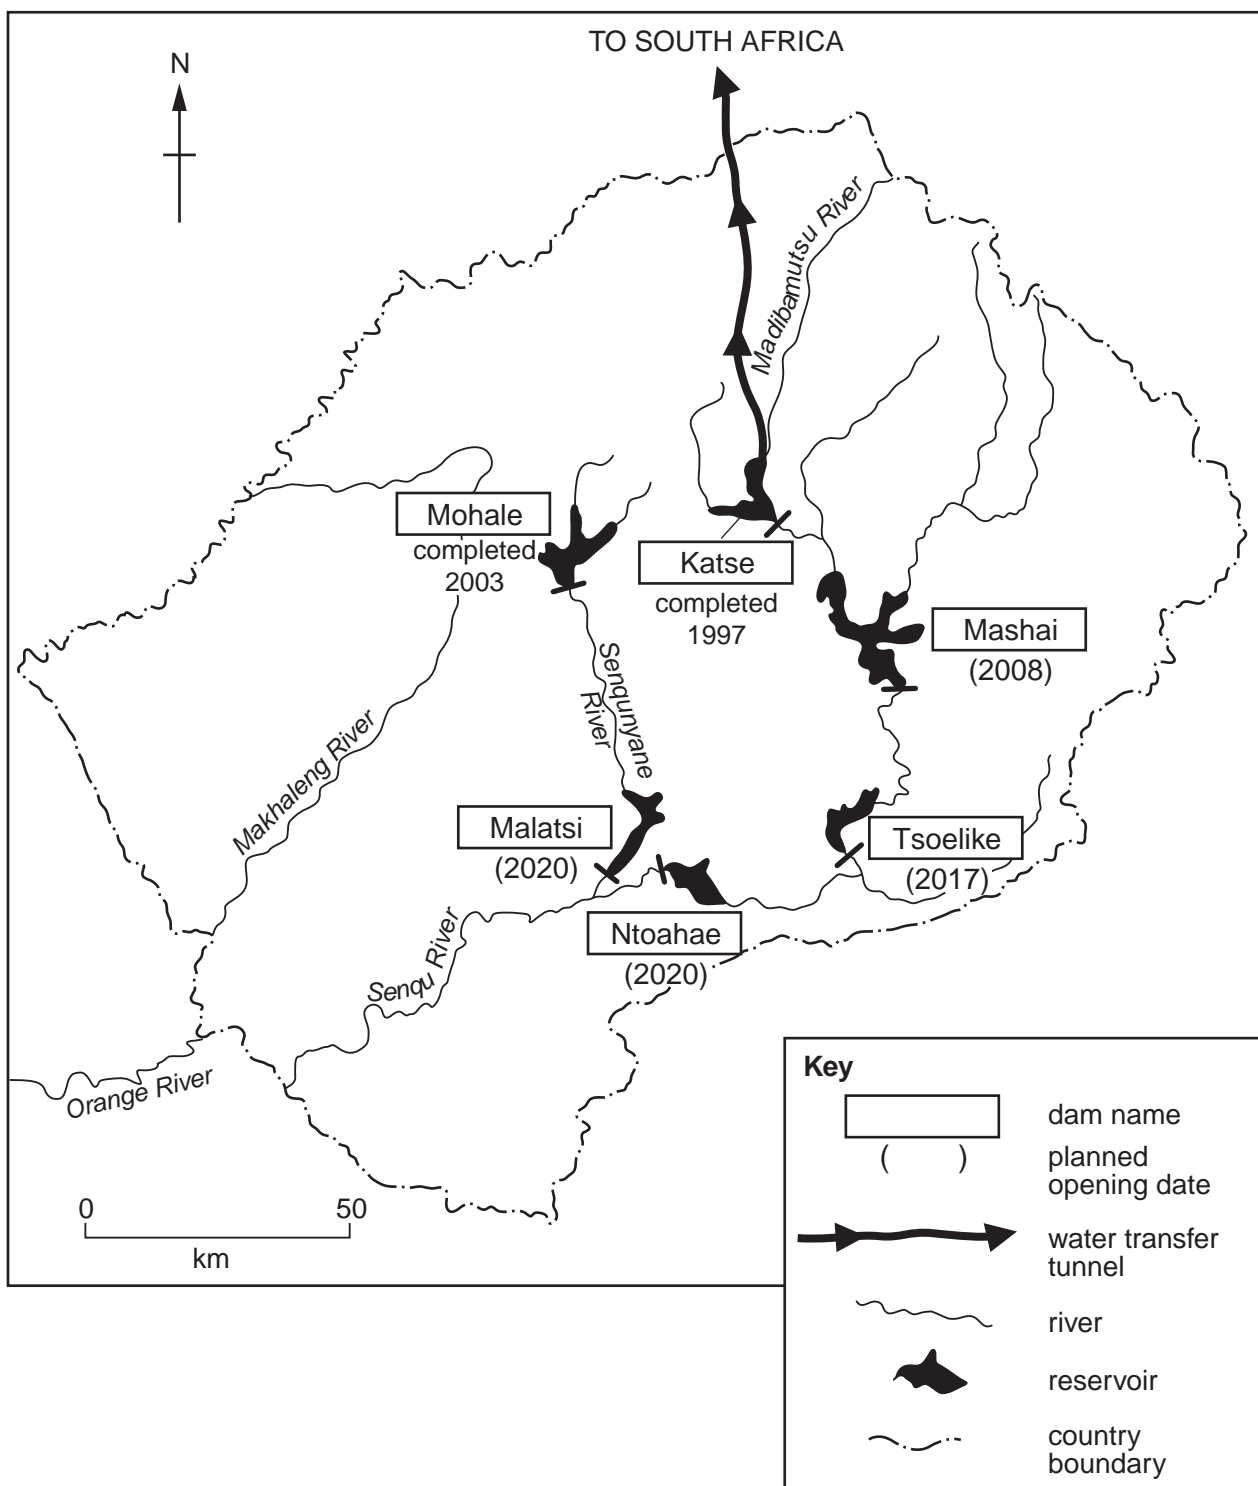 TO SOUTH AFRICA
N
Madibamutsu River
Mohale
completed
2003
Katse
completed
1997
Mashai
(2008)
Senqunyane
River
Makhaleng River
Malatsi
(2020)
Tsoelike
(2017)
Ntoahae
(2020)
Senqu River
Orange River
0 50
km
Key
dam name
( )
planned
opening date
water transfer
tunnel
river
reservoir
country
boundary